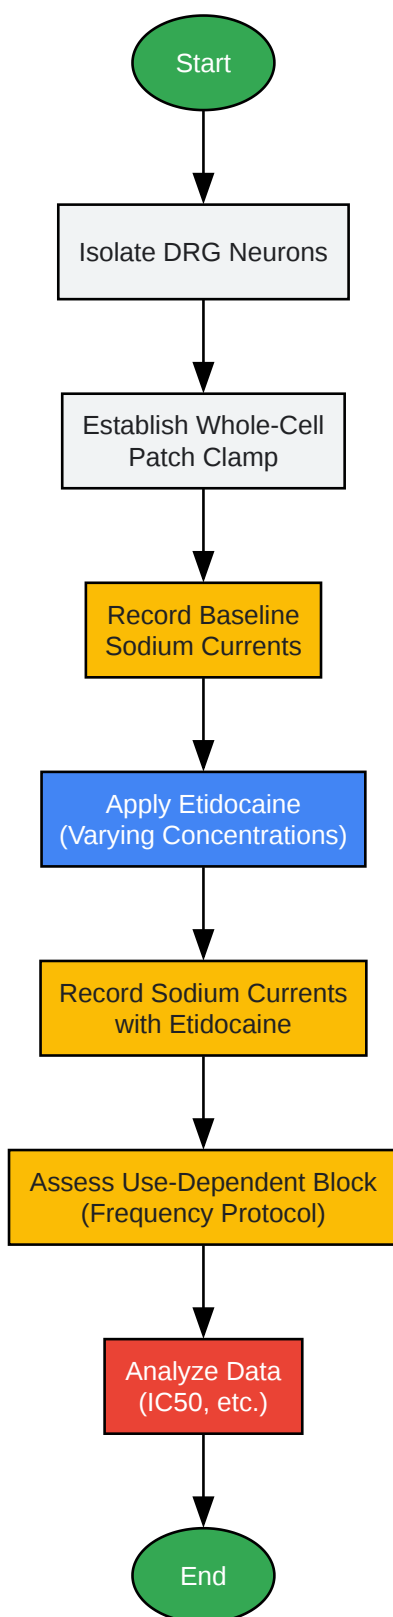 Start
Isolate DRG Neurons
Establish Whole-Cell
Patch Clamp
Record Baseline
Sodium Currents
Apply Etidocaine
(Varying Concentrations)
Record Sodium Currents
with Etidocaine
Assess Use-Dependent Block
(Frequency Protocol)
Analyze Data
(IC50, etc.)
End